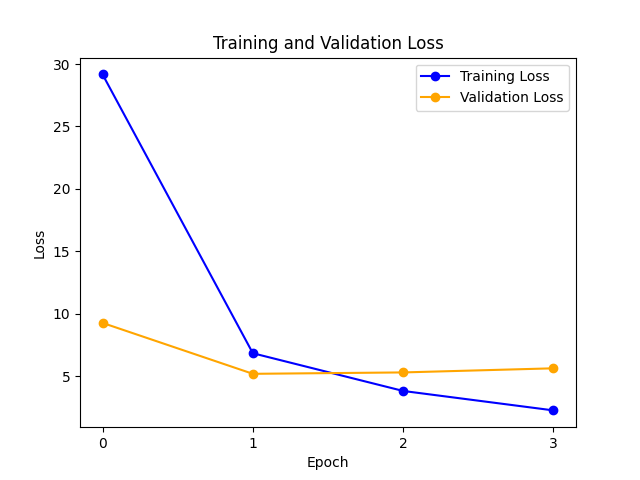 Training and Validation Loss
Training Loss
Validation Loss
30
25
20
15
10
5
Loss
0 1 2 3
Epoch